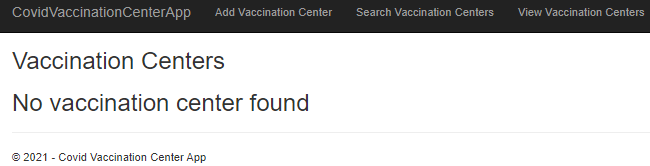 CovidVaccinationCenterApp Add Vaccination Center Search Vaccination Centers View Vaccination Centers
Vaccination Centers
No vaccination center found
© 2021 - Covid Vaccination Center App